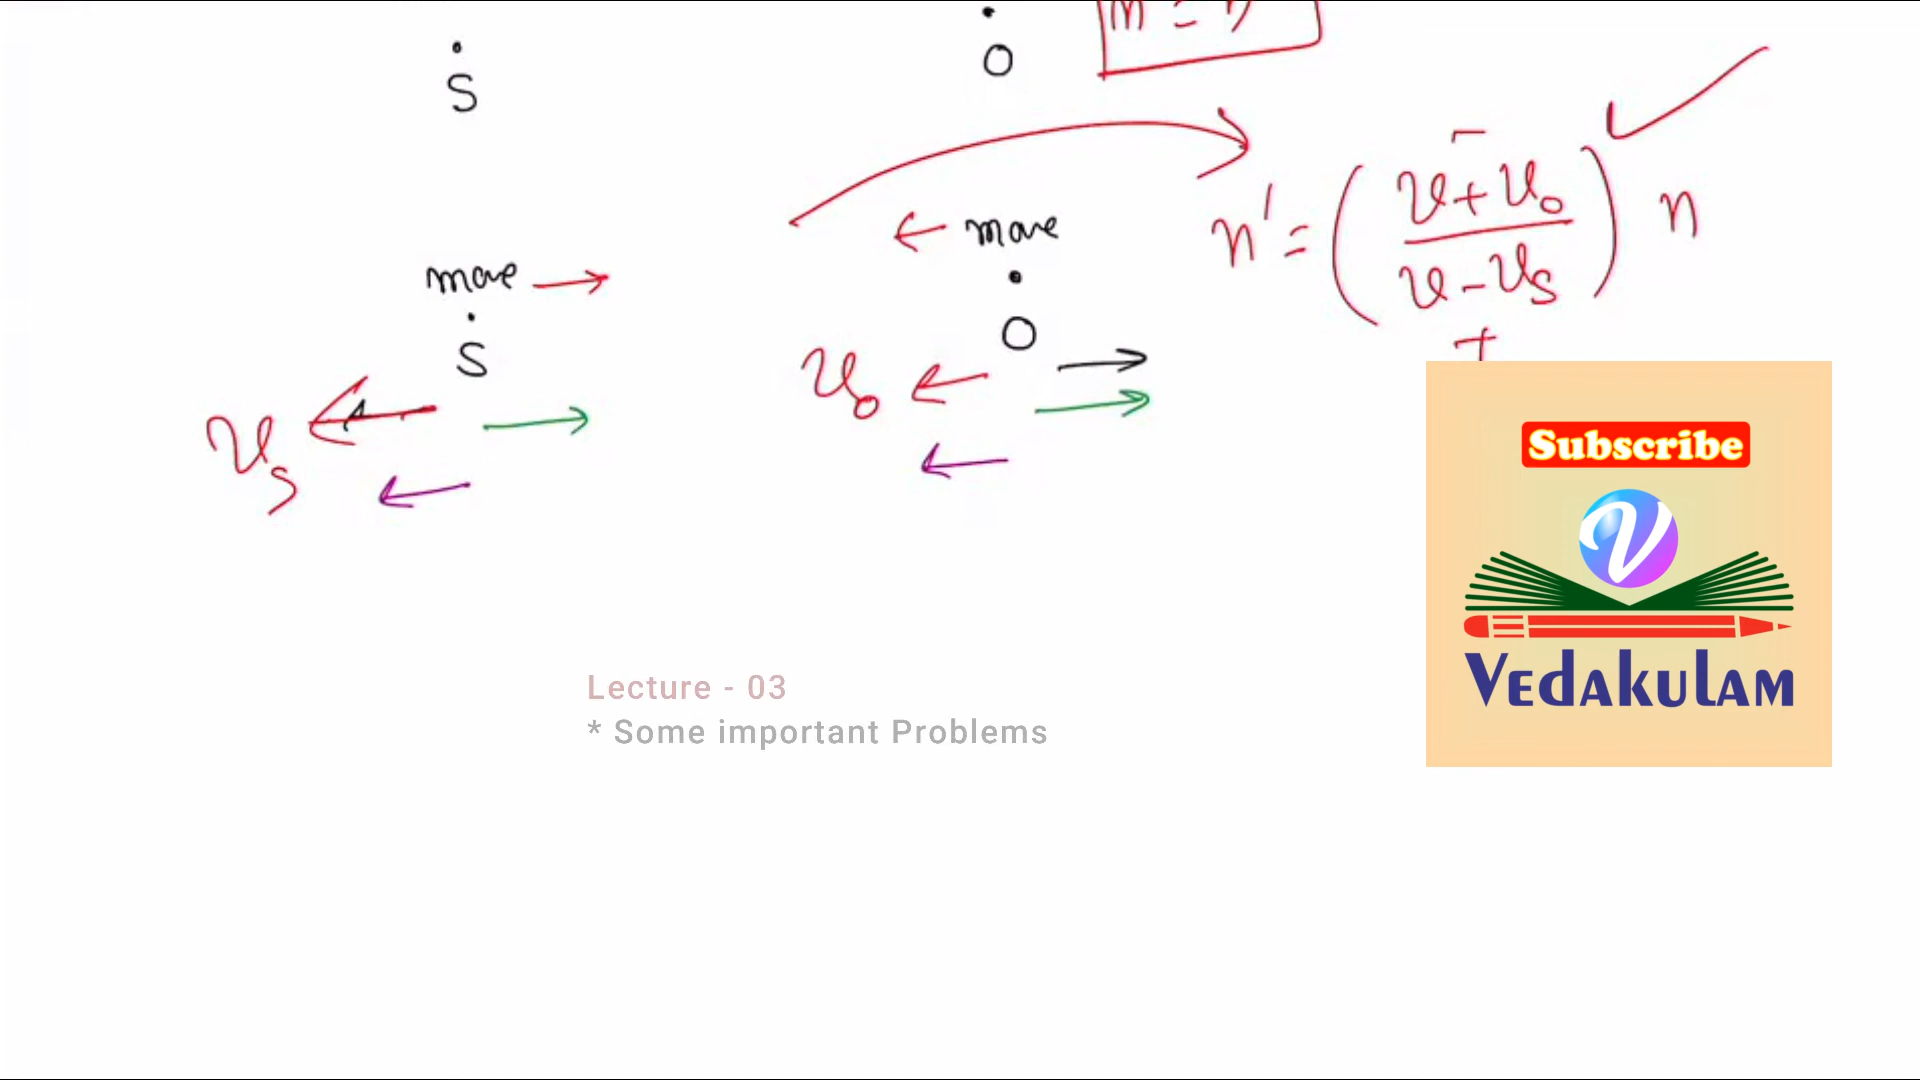 S
O
n' = n
← move
move →
S
O
n' = (v + v₀ / v - vₛ) n
-
+
v₀
vₛ
Subscribe
V
VEDAKULAM
Lecture - 03
* Some important Problems